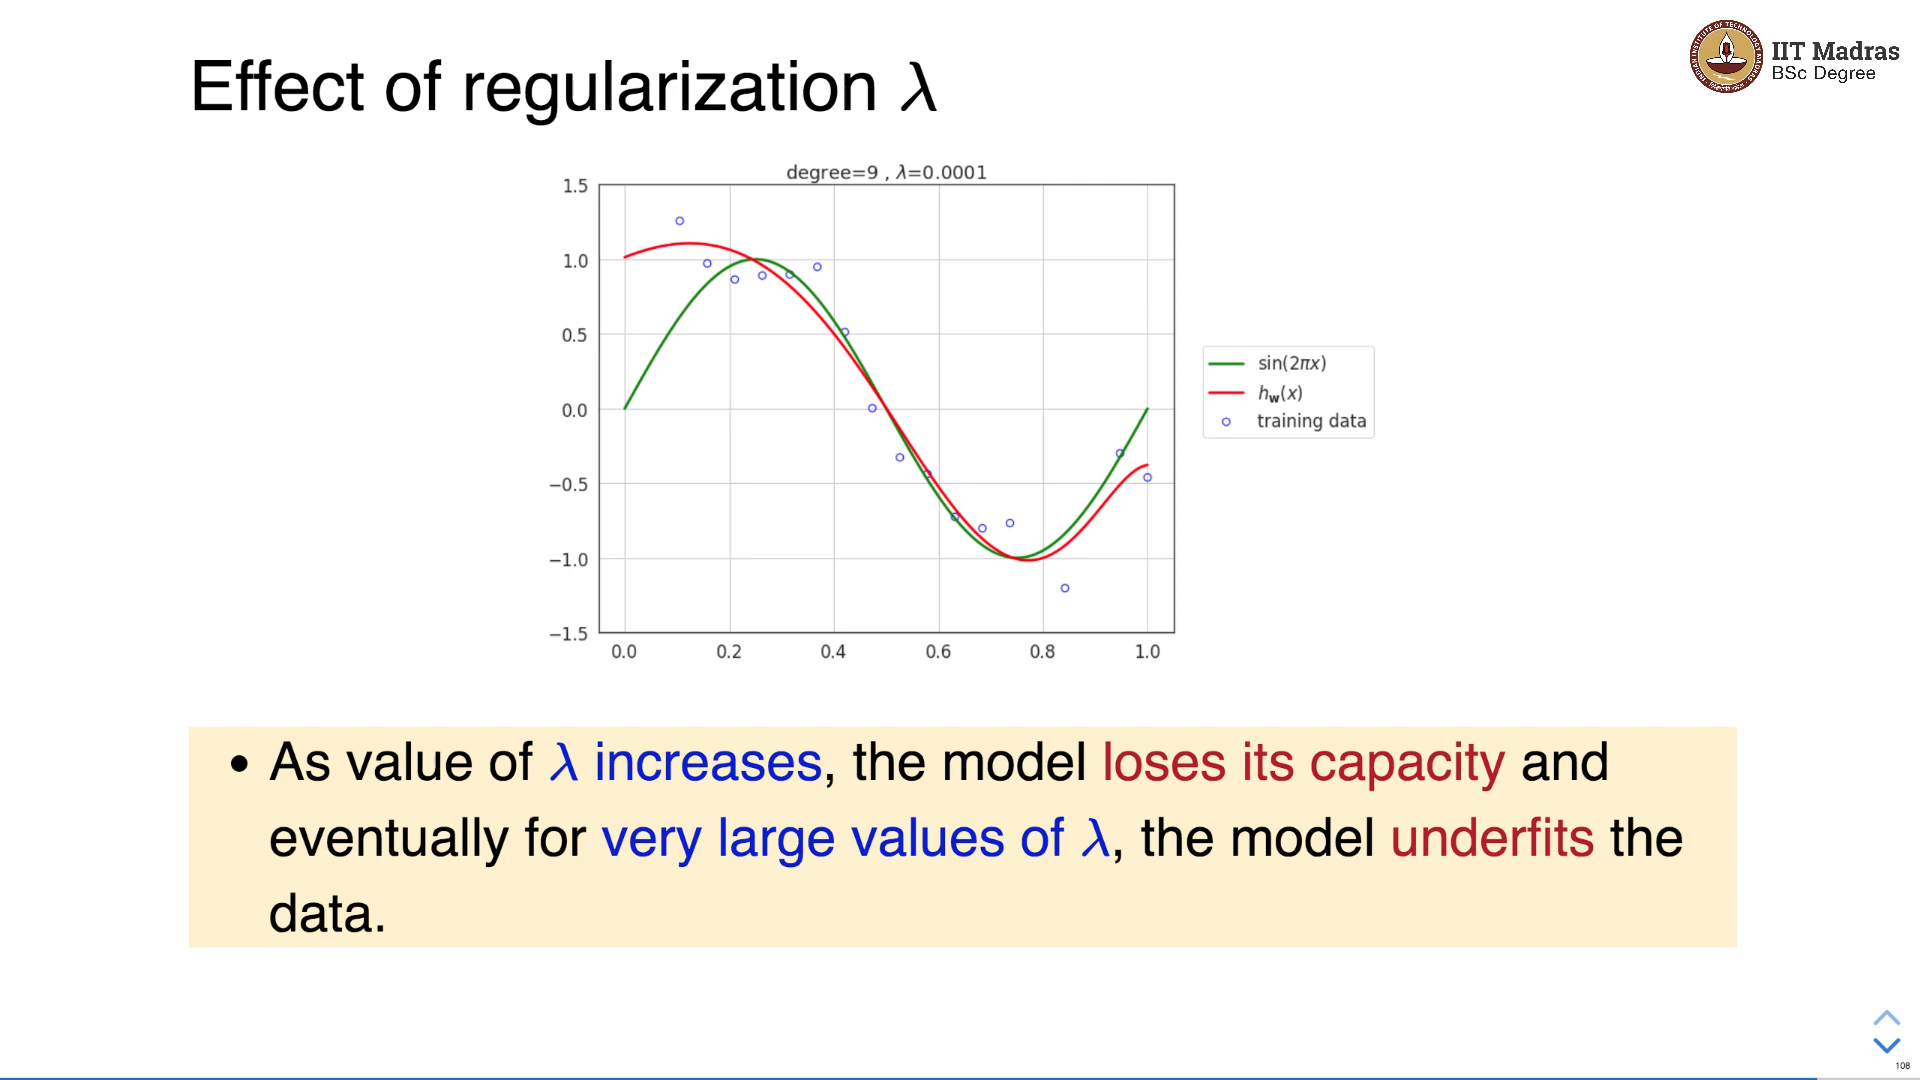 Effect of regularization λ
IIT Madras
BSc Degree
degree=9 , λ=0.0001
1.5
1.0
0.5
0.0
−0.5
−1.0
−1.5
0.0 0.2 0.4 0.6 0.8 1.0
sin(2πx)
h_w(x)
training data
• As value of λ increases, the model loses its capacity and
eventually for very large values of λ, the model underfits the
data.
108